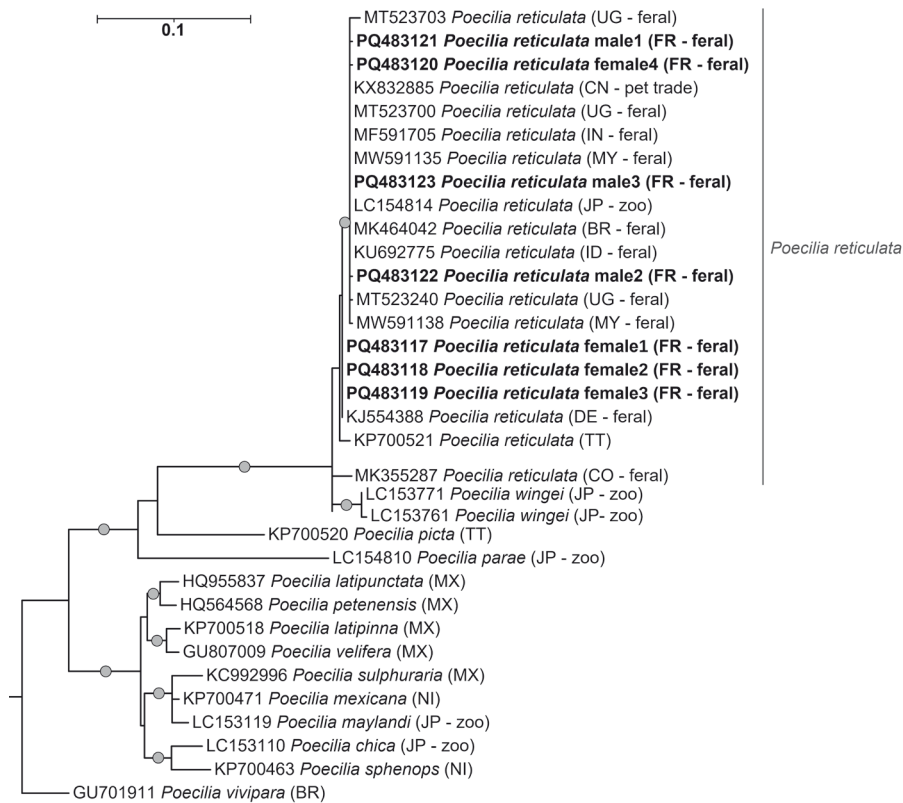 MT523703 Poecilia reticulata (UG - feral)
0.1
PQ483121 Poecilia reticulata male1 (FR - feral)
PQ483120 Poecilia reticulata female4 (FR - feral)
KX832885 Poecilia reticulata (CN - pet trade)
MT523700 Poecilia reticulata (UG - feral)
MF591705 Poecilia reticulata (IN - feral)
MW591135 Poecilia reticulata (MY - feral)
PQ483123 Poecilia reticulata male3 (FR - feral)
LC154814 Poecilia reticulata (JP - zoo)
MK464042 Poecilia reticulata (BR - feral)
Poecilia reticulata
KU692775 Poecilia reticulata (ID - feral)
PQ483122 Poecilia reticulata male2 (FR - feral)
MT523240 Poecilia reticulata (UG - feral)
MW591138 Poecilia reticulata (MY - feral)
PQ483117 Poecilia reticulata female1 (FR - feral)
PQ483118 Poecilia reticulata female2 (FR - feral)
PQ483119 Poecilia reticulata female3 (FR - feral)
KJ554388 Poecilia reticulata (DE - feral)
KP700521 Poecilia reticulata (TT)
MK355287 Poecilia reticulata (CO - feral)
LC153771 Poecilia wingei (JP - zoo)
LC153761 Poecilia wingei (JP- zoo)
KP700520 Poecilia picta (TT)
LC154810 Poecilia parae (JP - zoo)
HQ955837 Poecilia latipunctata (MX)
HQ564568 Poecilia petenensis (MX)
KP700518 Poecilia latipinna (MX)
GU807009 Poecilia velifera (MX)
KC992996 Poecilia sulphuraria (MX)
KP700471 Poecilia mexicana (NI)
LC153119 Poecilia maylandi (JP - zoo)
LC153110 Poecilia chica (JP - zoo)
KP700463 Poecilia sphenops (NI)
GU701911 Poecilia vivipara (BR)